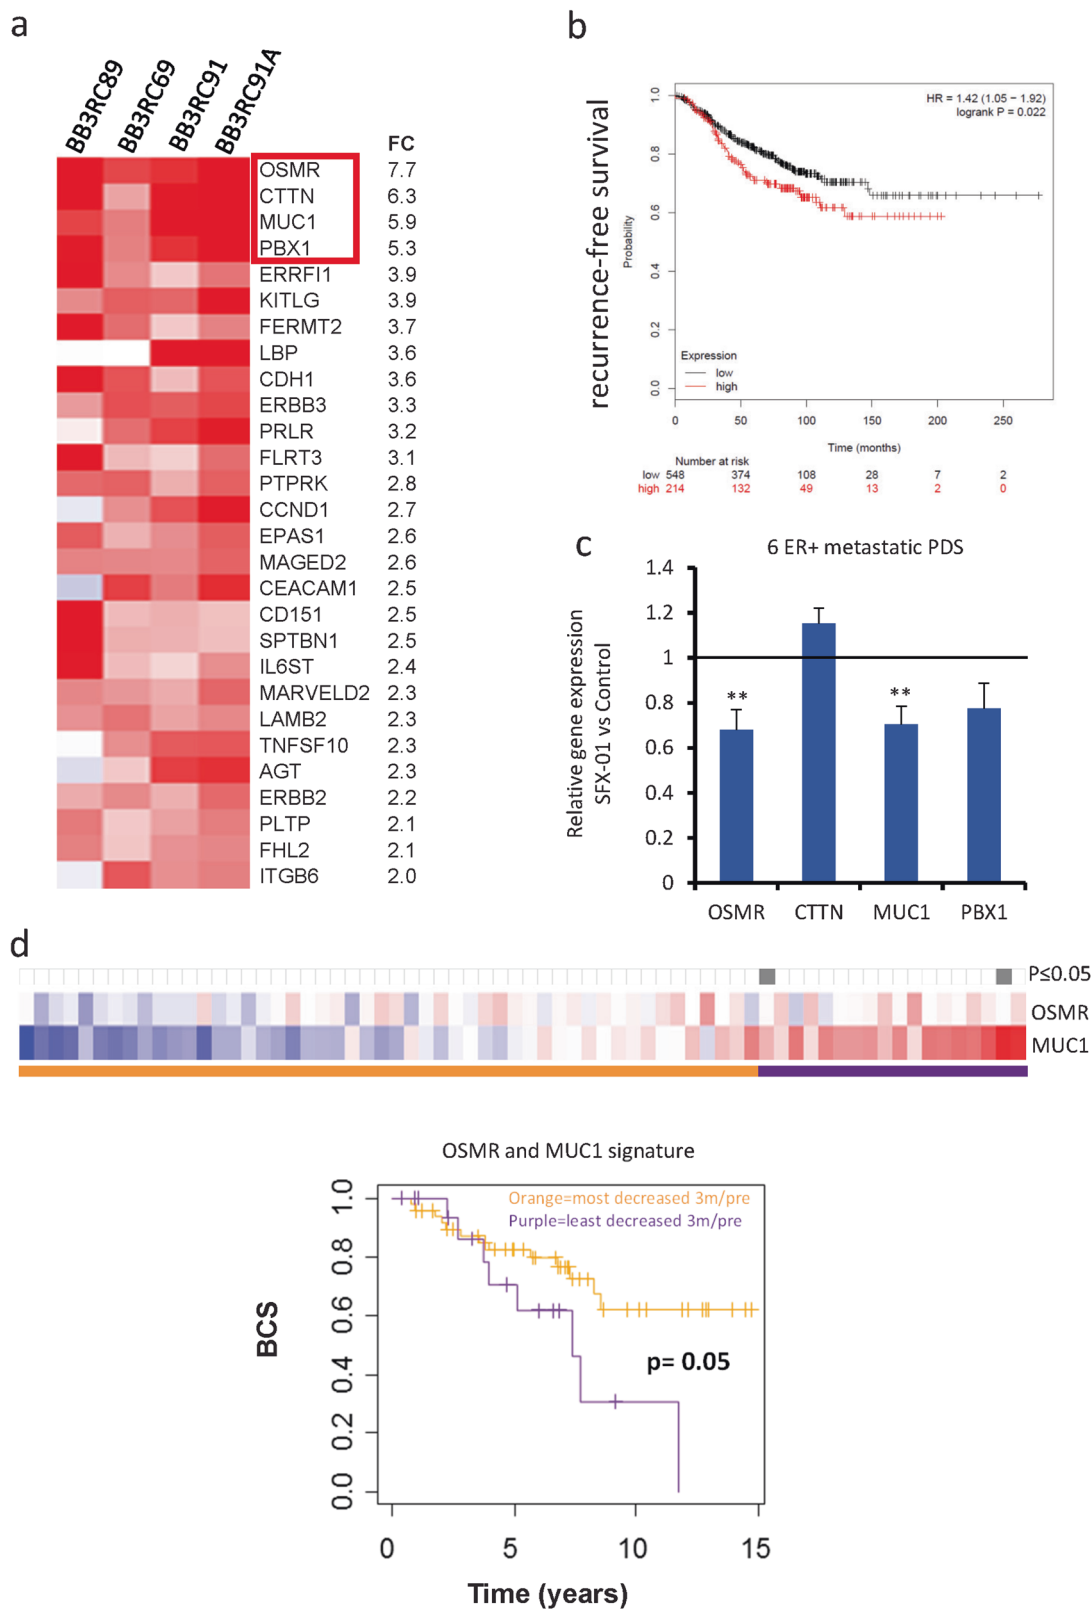 a
BB3RC89 BB3RC69 BB3RC91 BB3RC91A
FC
OSMR 7.7
CTTN 6.3
MUC1 5.9
PBX1 5.3
ERRFI1 3.9
KITLG 3.9
FERMT2 3.7
LBP 3.6
CDH1 3.6
ERBB3 3.3
PRLR 3.2
FLRT3 3.1
PTPRK 2.8
CCND1 2.7
EPAS1 2.6
MAGED2 2.6
CEACAM1 2.5
CD151 2.5
SPTBN1 2.5
IL6ST 2.4
MARVELD2 2.3
LAMB2 2.3
TNFSF10 2.3
AGT 2.3
ERBB2 2.2
PLTP 2.1
FHL2 2.1
ITGB6 2.0
b
recurrence-free survival
Probability
1.0
0.8
0.6
0.4
0.2
0.0
HR = 1.42 (1.05 − 1.92)
logrank P = 0.022
Expression
low
high
0 50 100 150 200 250
Time (months)
Number at risk
low 548 374 108 28 7 2
high 214 132 49 13 2 0
c
6 ER+ metastatic PDS
Relative gene expression
SFX-01 vs Control
1.4
1.2
1
0.8
0.6
0.4
0.2
0
** **
OSMR CTTN MUC1 PBX1
d
P≤0.05
OSMR
MUC1
OSMR and MUC1 signature
Orange=most decreased 3m/pre
Purple=least decreased 3m/pre
BCS
1.0
0.8
0.6
0.4
0.2
0.0
p= 0.05
0 5 10 15
Time (years)